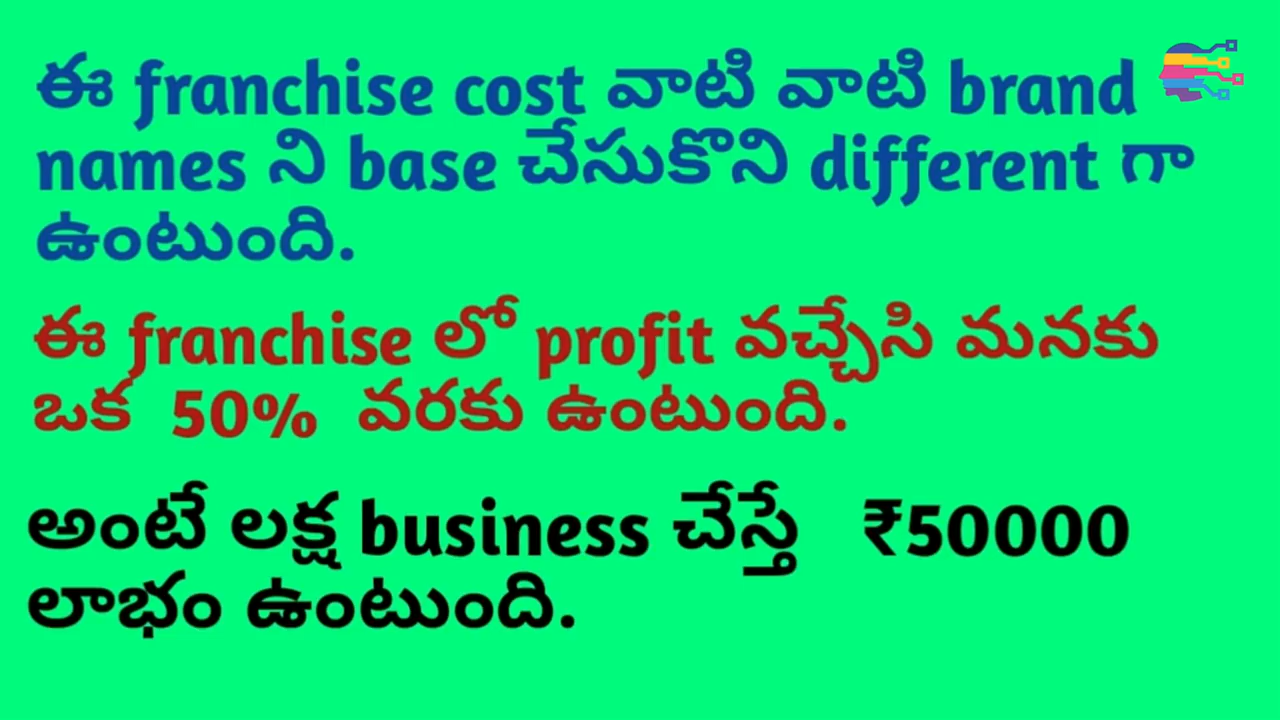 ఈ franchise cost వాటి వాటి brand
names ని base చేసుకొని different గా
ఉంటుంది.
ఈ franchise లో profit వచ్చేసి మనకు
ఒక 50% వరకు ఉంటుంది.
అంటే లక్ష business చేస్తే ₹50000
లాభం ఉంటుంది.